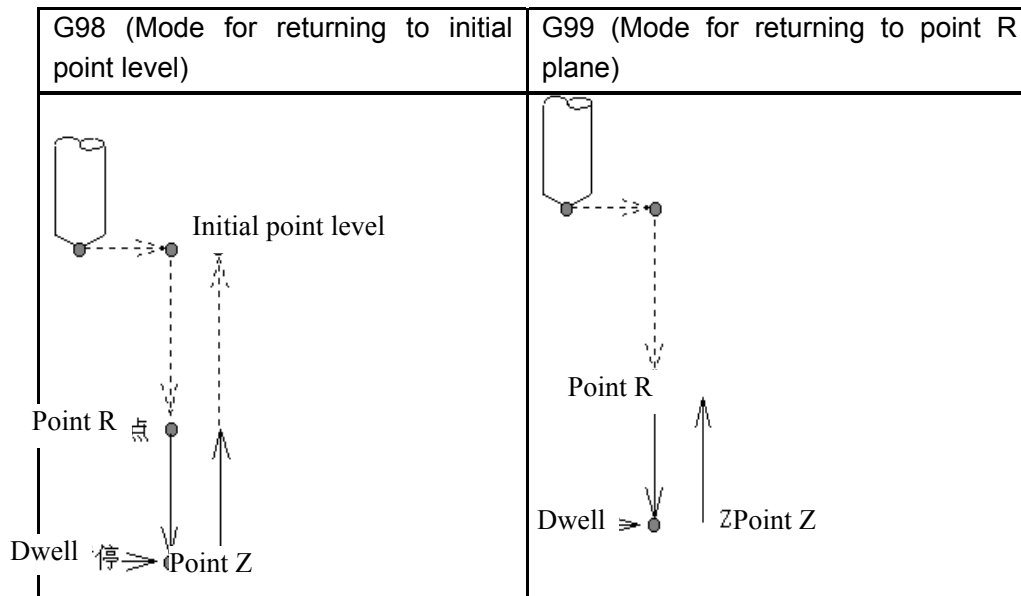 G98 (Mode for returning to initial
point level)
G99 (Mode for returning to point R
plane)
Initial point level
Point R 点
Dwell 停
Point Z
Point R
Dwell
ZPoint Z